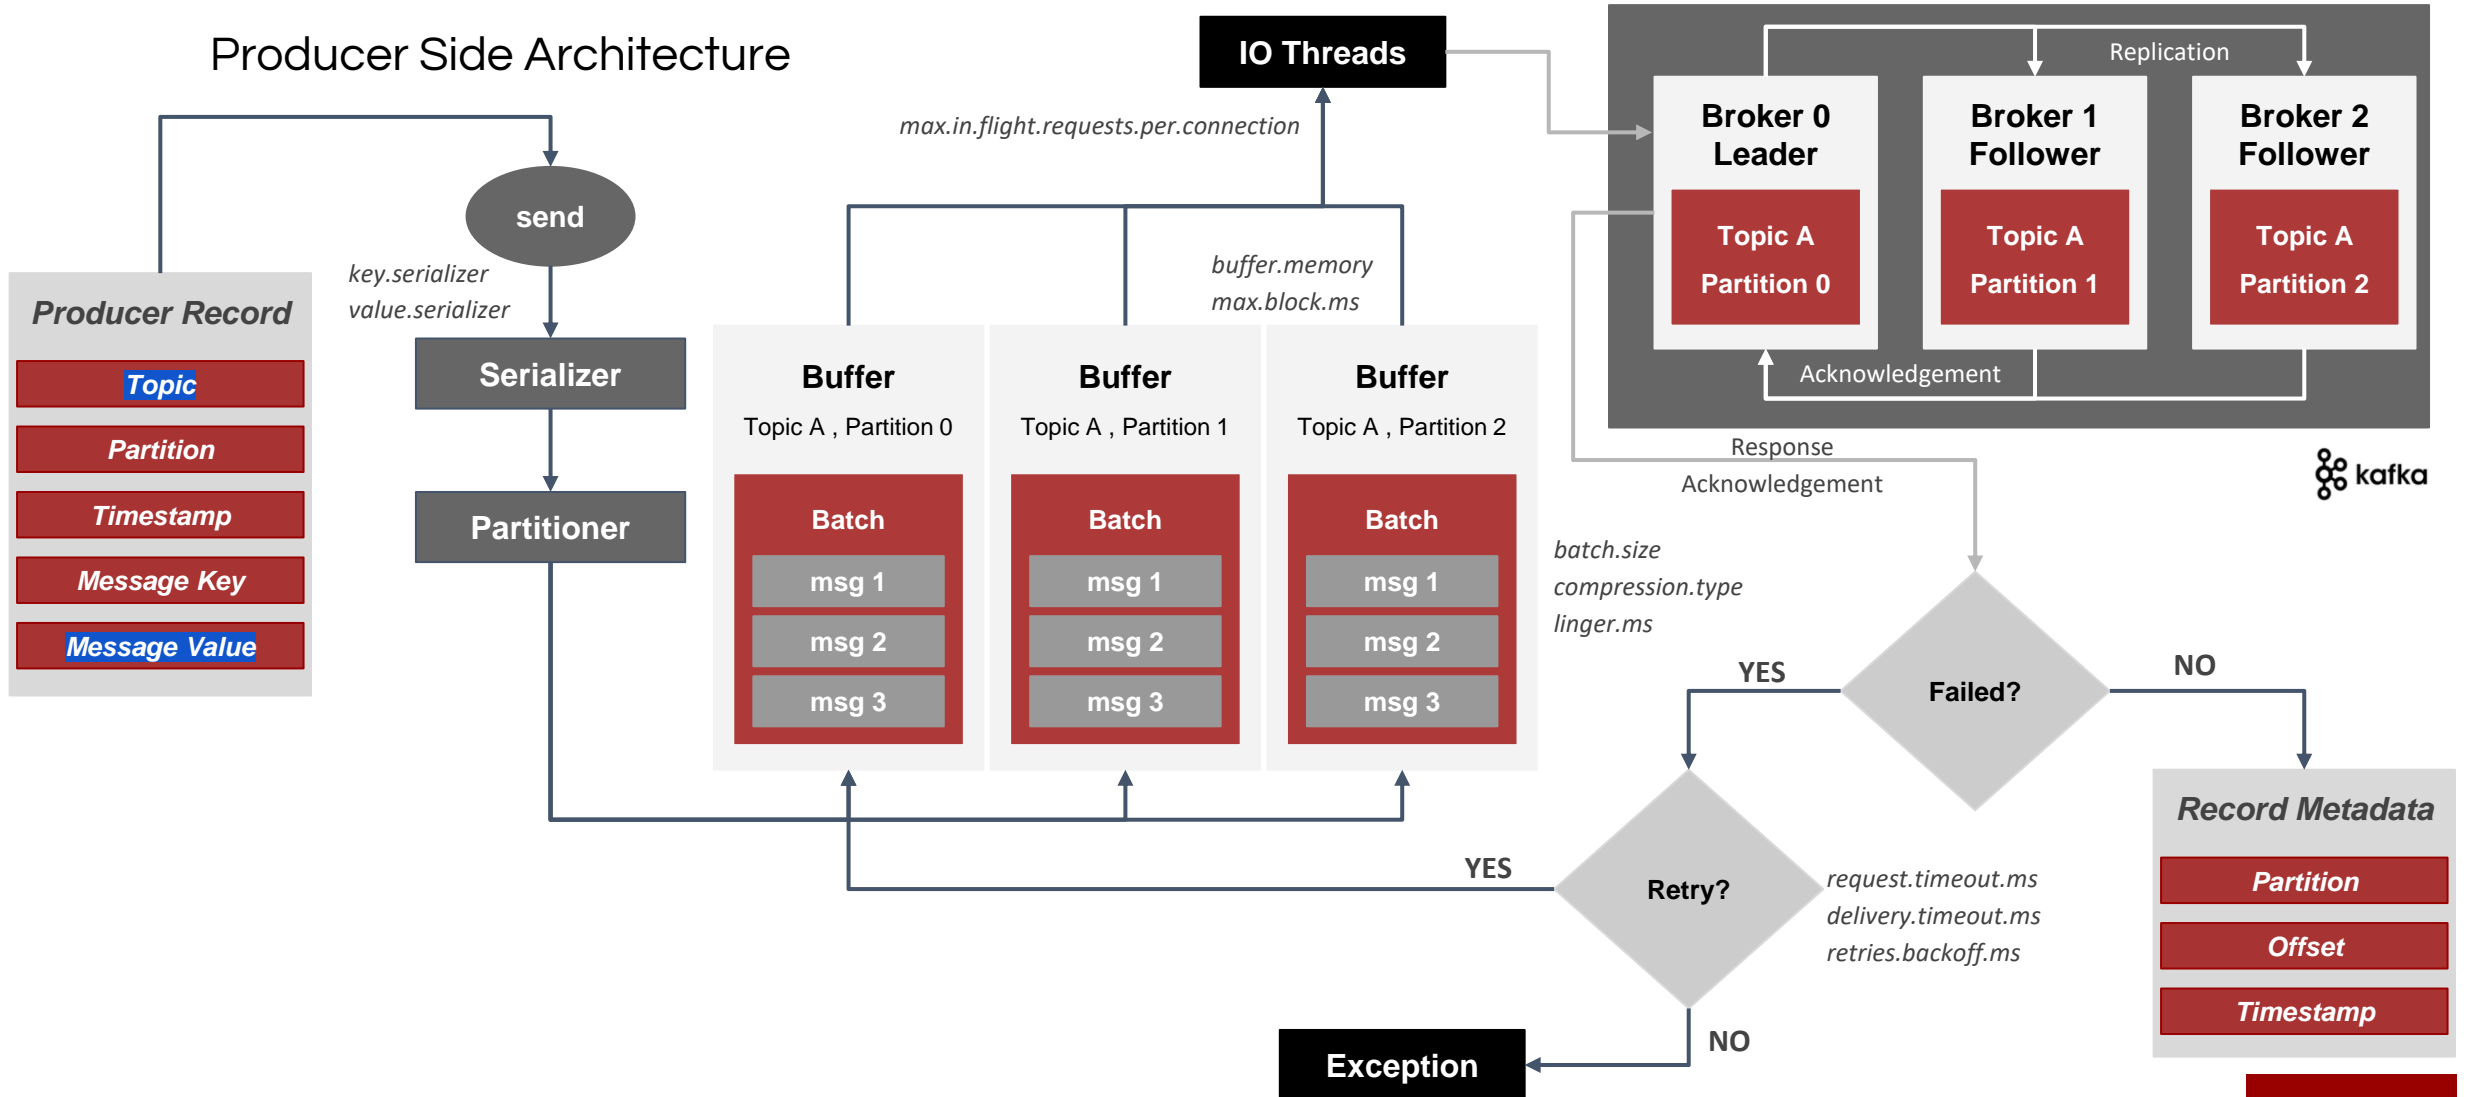 Producer Side Architecture
IO Threads
Replication
max.in.flight.requests.per.connection
Broker 0
Leader
Topic A
Partition 0
Broker 1
Follower
Topic A
Partition 1
Broker 2
Follower
Topic A
Partition 2
Acknowledgement
send
key.serializer
value.serializer
Producer Record
Topic
Partition
Timestamp
Message Key
Message Value
Serializer
Partitioner
buffer.memory
max.block.ms
Buffer
Topic A , Partition 0
Batch
msg 1
msg 2
msg 3
Buffer
Topic A , Partition 1
Batch
msg 1
msg 2
msg 3
Buffer
Topic A , Partition 2
Batch
msg 1
msg 2
msg 3
Response
Acknowledgement
kafka
batch.size
compression.type
linger.ms
YES
Failed?
NO
Record Metadata
Partition
Offset
Timestamp
YES
Retry?
request.timeout.ms
delivery.timeout.ms
retries.backoff.ms
NO
Exception